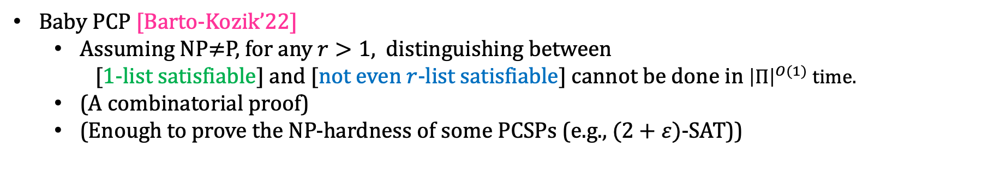 • Baby PCP [Barto-Kozik’22]
• Assuming NP≠P, for any r > 1, distinguishing between
[1-list satisfiable] and [not even r-list satisfiable] cannot be done in |Π|^O(1) time.
• (A combinatorial proof)
• (Enough to prove the NP-hardness of some PCSPs (e.g., (2 + ε)-SAT))